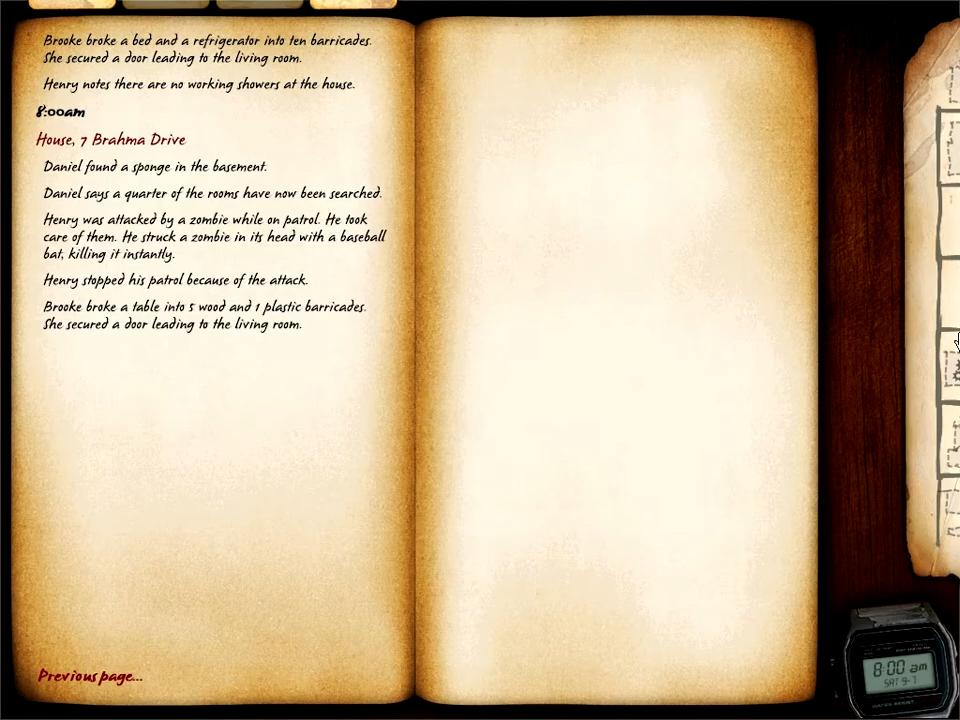 Brooke broke a bed and a refrigerator into ten barricades.
She secured a door leading to the living room.
Henry notes there are no working showers at the house.
8:00am
House, 7 Brahma Drive
Daniel found a sponge in the basement.
Daniel says a quarter of the rooms have now been searched.
Henry was attacked by a zombie while on patrol. He took
care of them. He struck a zombie in its head with a baseball
bat, killing it instantly.
Henry stopped his patrol because of the attack.
Brooke broke a table into 5 wood and 1 plastic barricades.
She secured a door leading to the living room.
Previous page...
8:00 am
SAT 9-7
WATER RESIST